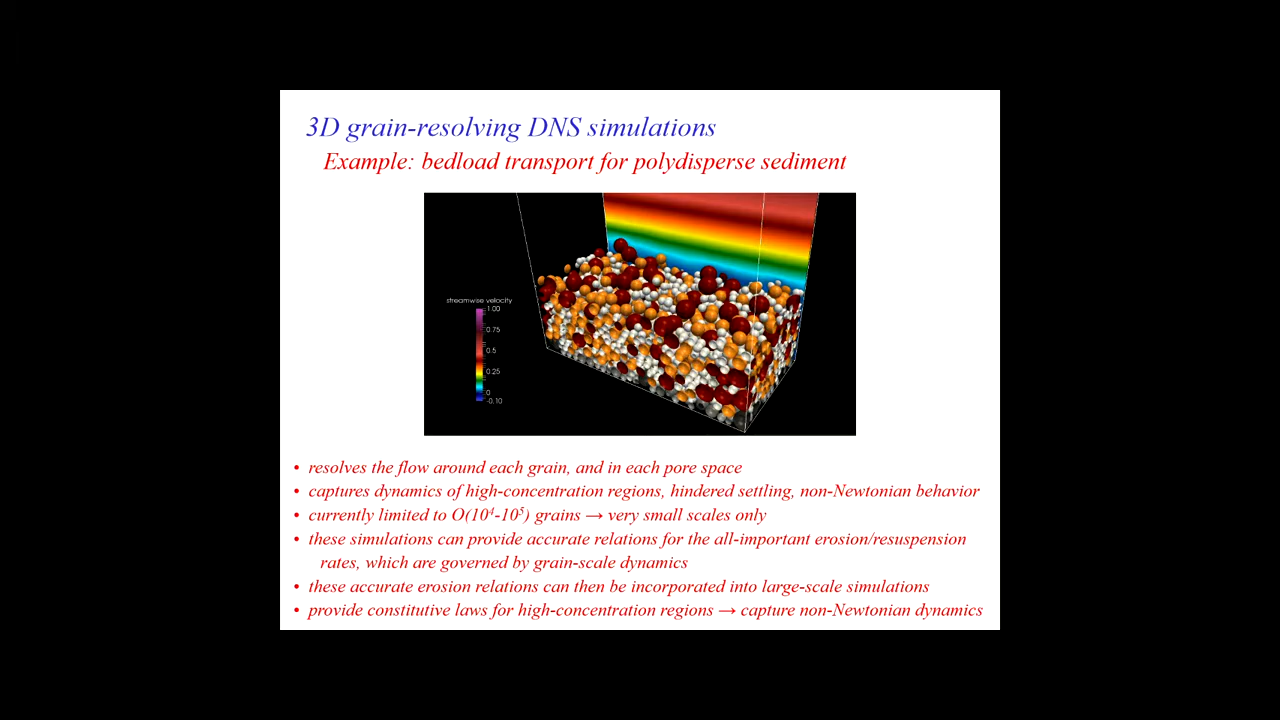 3D grain-resolving DNS simulations
Example: bedload transport for polydisperse sediment
streamwise velocity
1.00
0.75
0.5
0.25
0
-0.10
• resolves the flow around each grain, and in each pore space
• captures dynamics of high-concentration regions, hindered settling, non-Newtonian behavior
• currently limited to O(10⁴-10⁵) grains → very small scales only
• these simulations can provide accurate relations for the all-important erosion/resuspension
rates, which are governed by grain-scale dynamics
• these accurate erosion relations can then be incorporated into large-scale simulations
• provide constitutive laws for high-concentration regions → capture non-Newtonian dynamics